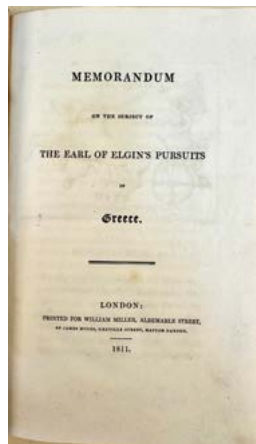 MEMORANDUM
ON THE SUBJECT OF
THE EARL OF ELGIN'S PURSUITS
IN
Greece.
LONDON:
PRINTED FOR WILLIAM MILLER, ALBEMARLE STREET,
BY JAMES MOYES, GREVILLE STREET, HATTON GARDEN.
1811.